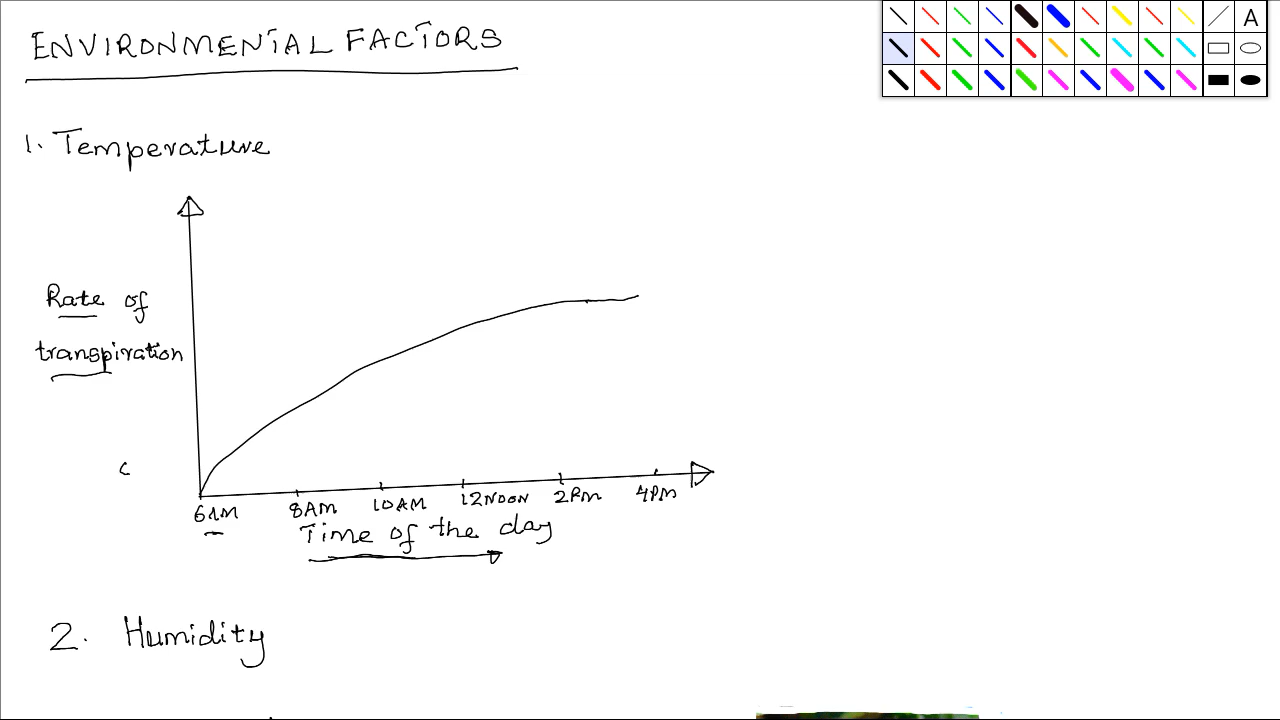 ENVIRONMENTAL FACTORS
A
1. Temperature
Rate of
transpiration
6AM 8AM 10AM 12NOON 2PM 4PM
Time of the day
2. Humidity